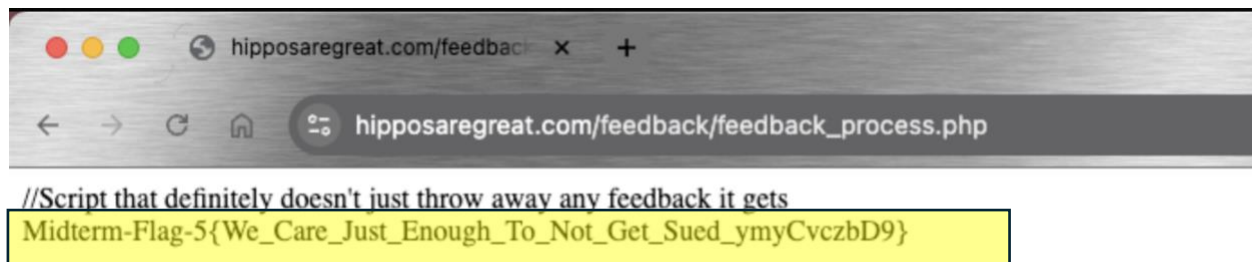 hipposaregreat.com/feedbac
hipposaregreat.com/feedback/feedback_process.php
//Script that definitely doesn't just throw away any feedback it gets
Midterm-Flag-5{We_Care_Just_Enough_To_Not_Get_Sued_ymyCvczbD9}